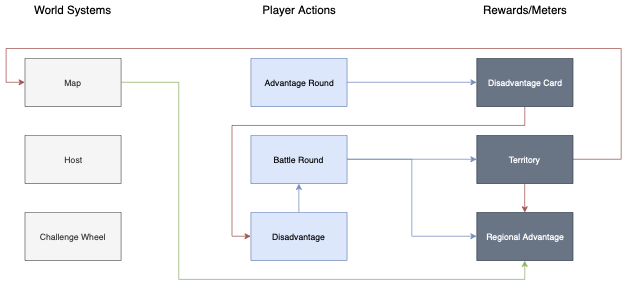 World Systems
Player Actions
Rewards/Meters
Map
Advantage Round
Disadvantage Card
Host
Battle Round
Territory
Challenge Wheel
Disadvantage
Regional Advantage